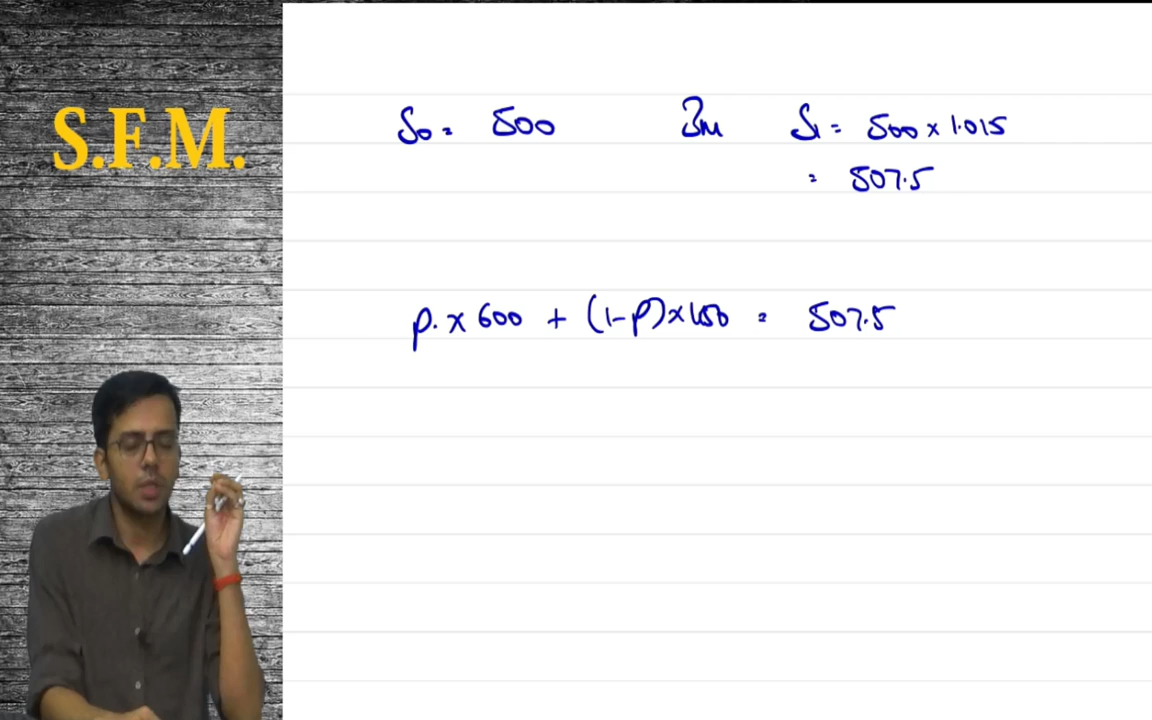 S.F.M.
S₀ = 500 3m S₁ = 500 × 1.015
= 507.5
p. × 600 + (1-p) × 450 = 507.5